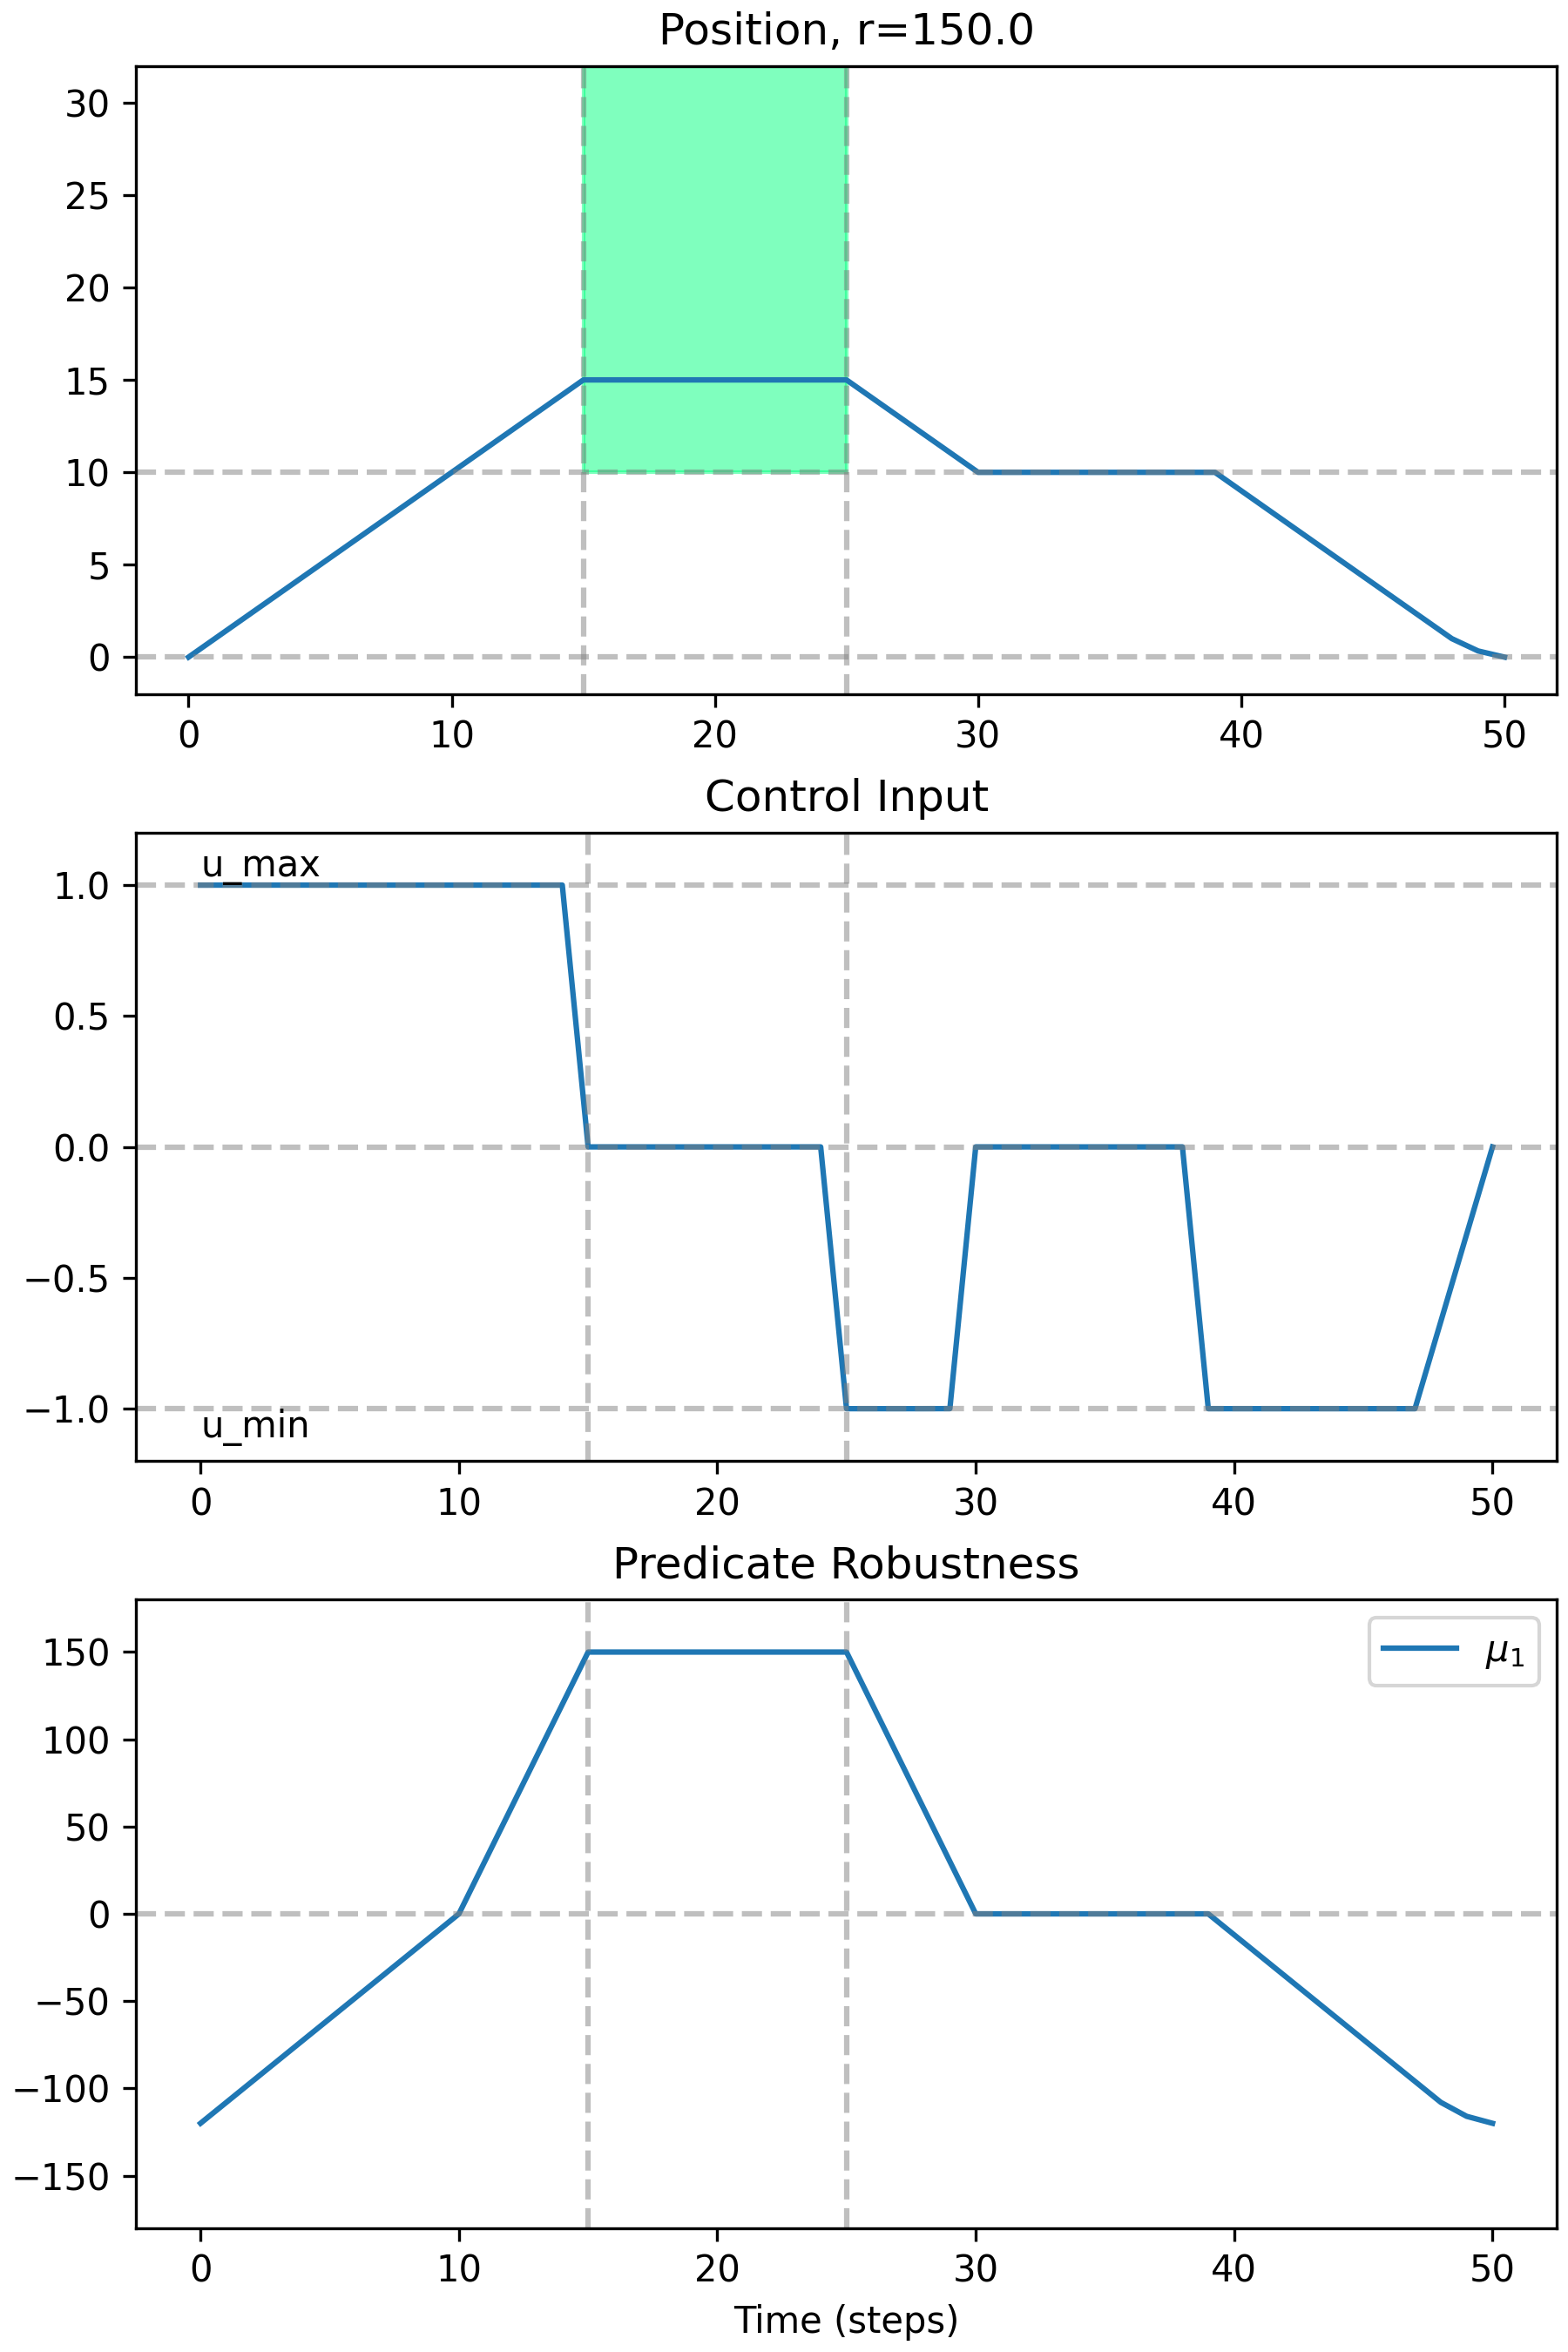 Position, r=150.0
30
25
20
15
10
5
0
0 10 20 30 40 50
Control Input
u_max
1.0
0.5
0.0
−0.5
−1.0
u_min
0 10 20 30 40 50
Predicate Robustness
μ1
150
100
50
0
−50
−100
−150
0 10 20 30 40 50
Time (steps)